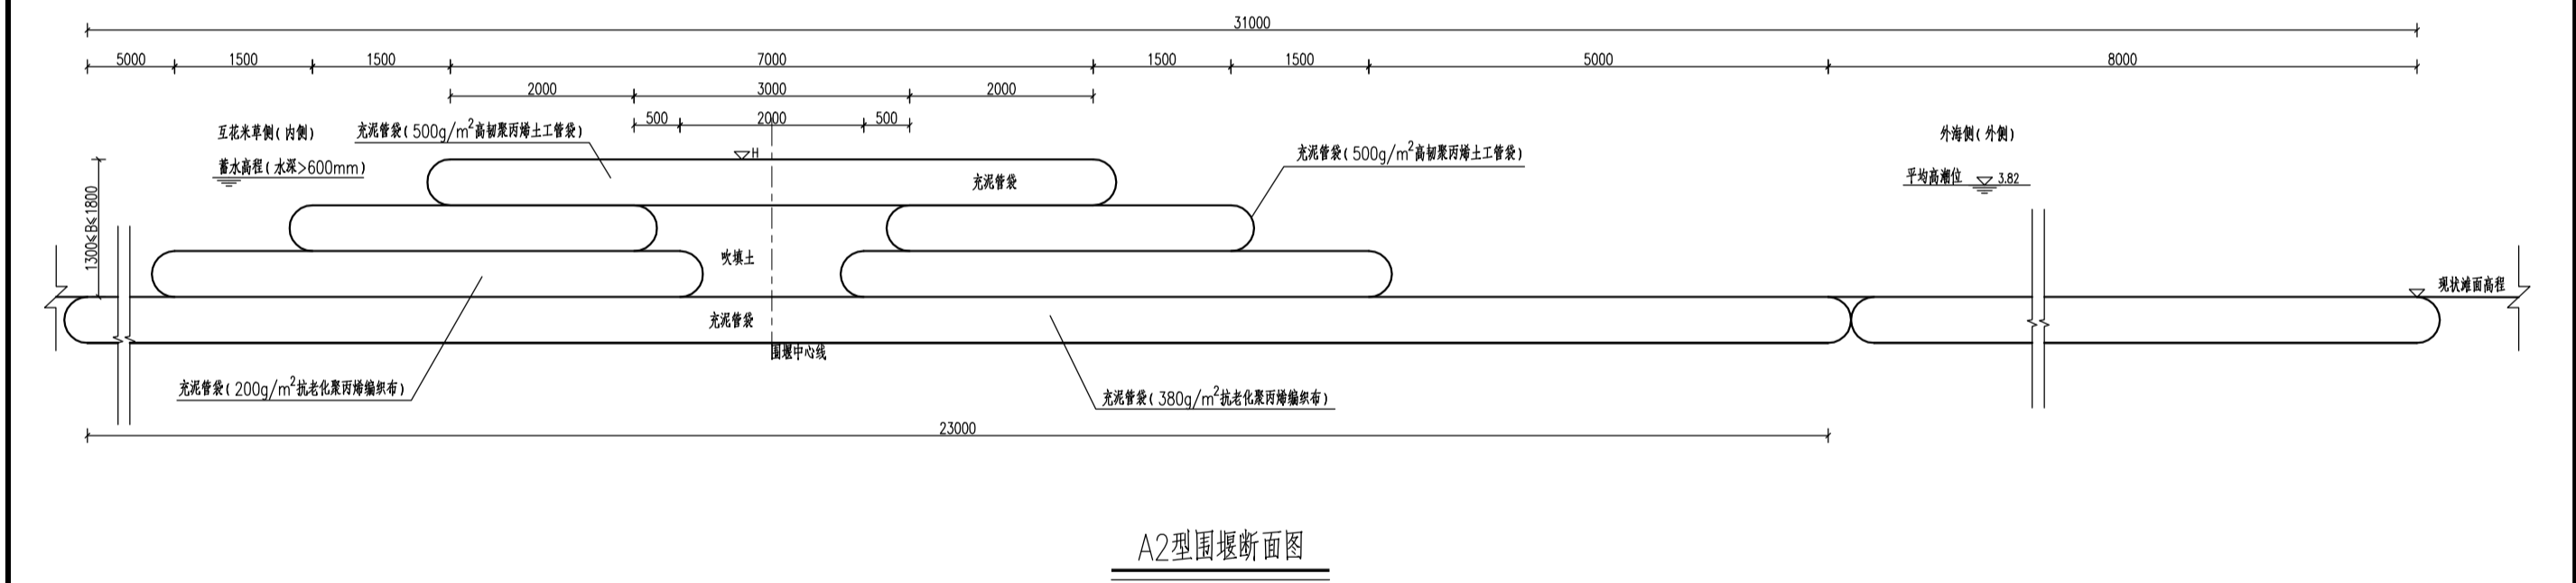 31000
5000 1500 1500 7000 1500 1500 5000 8000
2000 3000 2000
500 2000 500
互花米草侧(内侧)
充泥管袋(500g/m²高韧聚丙烯土工管袋)
外海侧(外侧)
蓄水高程(水深>600mm)
H
充泥管袋(500g/m²高韧聚丙烯土工管袋)
平均高潮位 3.82
充泥管袋
1300≤B≤1800
吹填土
现状滩面高程
充泥管袋
围堰中心线
充泥管袋(200g/m²抗老化聚丙烯编织布)
充泥管袋(380g/m²抗老化聚丙烯编织布)
23000
A2型围堰断面图